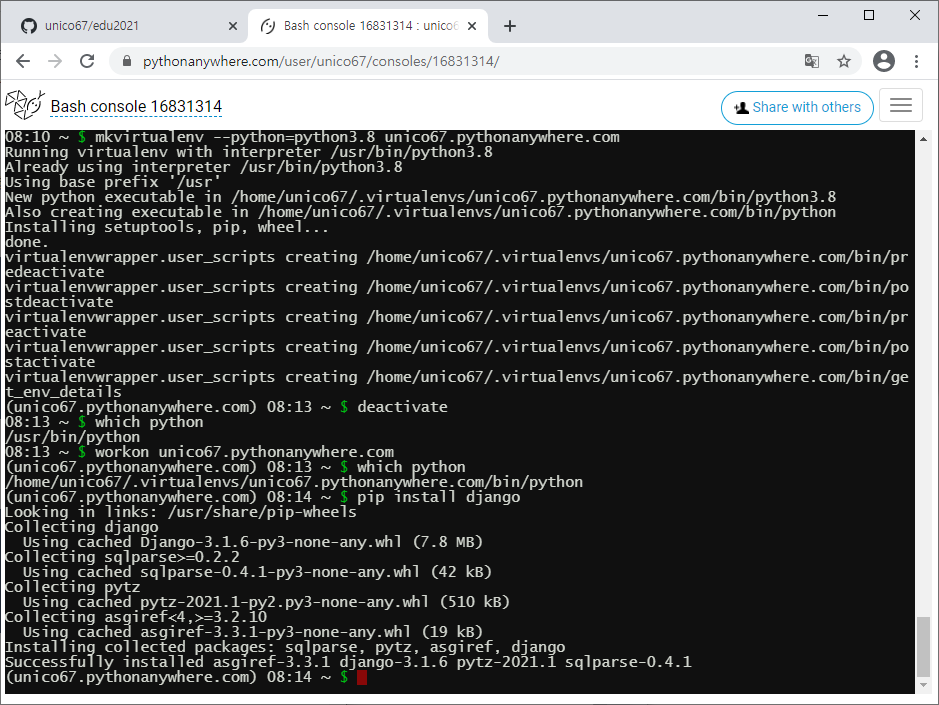 unico67/edu2021
Bash console 16831314 : unico6
pythonanywhere.com/user/unico67/consoles/16831314/
Bash console 16831314
Share with others
08:10 ~ $ mkvirtualenv --python=python3.8 unico67.pythonanywhere.com
Running virtualenv with interpreter /usr/bin/python3.8
Already using interpreter /usr/bin/python3.8
Using base prefix '/usr'
New python executable in /home/unico67/.virtualenvs/unico67.pythonanywhere.com/bin/python3.8
Also creating executable in /home/unico67/.virtualenvs/unico67.pythonanywhere.com/bin/python
Installing setuptools, pip, wheel...
done.
virtualenvwrapper.user_scripts creating /home/unico67/.virtualenvs/unico67.pythonanywhere.com/bin/pr
edeactivate
virtualenvwrapper.user_scripts creating /home/unico67/.virtualenvs/unico67.pythonanywhere.com/bin/po
stdeactivate
virtualenvwrapper.user_scripts creating /home/unico67/.virtualenvs/unico67.pythonanywhere.com/bin/pr
eactivate
virtualenvwrapper.user_scripts creating /home/unico67/.virtualenvs/unico67.pythonanywhere.com/bin/po
stactivate
virtualenvwrapper.user_scripts creating /home/unico67/.virtualenvs/unico67.pythonanywhere.com/bin/ge
t_env_details
(unico67.pythonanywhere.com) 08:13 ~ $ deactivate
08:13 ~ $ which python
/usr/bin/python
08:13 ~ $ workon unico67.pythonanywhere.com
(unico67.pythonanywhere.com) 08:13 ~ $ which python
/home/unico67/.virtualenvs/unico67.pythonanywhere.com/bin/python
(unico67.pythonanywhere.com) 08:14 ~ $ pip install django
Looking in links: /usr/share/pip-wheels
Collecting django
  Using cached Django-3.1.6-py3-none-any.whl (7.8 MB)
Collecting sqlparse>=0.2.2
  Using cached sqlparse-0.4.1-py3-none-any.whl (42 kB)
Collecting pytz
  Using cached pytz-2021.1-py2.py3-none-any.whl (510 kB)
Collecting asgiref<4,>=3.2.10
  Using cached asgiref-3.3.1-py3-none-any.whl (19 kB)
Installing collected packages: sqlparse, pytz, asgiref, django
Successfully installed asgiref-3.3.1 django-3.1.6 pytz-2021.1 sqlparse-0.4.1
(unico67.pythonanywhere.com) 08:14 ~ $